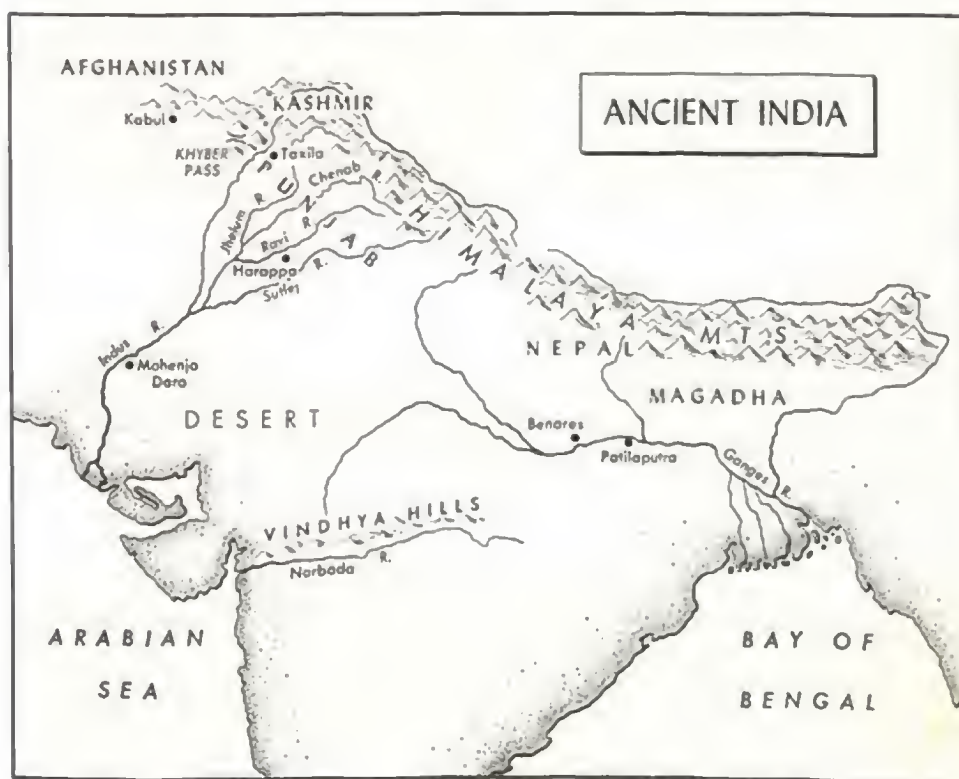 AFGHANISTAN
Kabul
KASHMIR
ANCIENT INDIA
KHYBER
PASS
Taxila
PUNJAB
Jhelum R.
Chenab R.
Ravi R.
Harappa
Sutlej R.
HIMALAYA MTS.
NEPAL
Indus R.
Mohenjo
Daro
MAGADHA
DESERT
Benares
Patilaputra
Ganges R.
VINDHYA HILLS
Narbada R.
ARABIAN
SEA
BAY OF
BENGAL